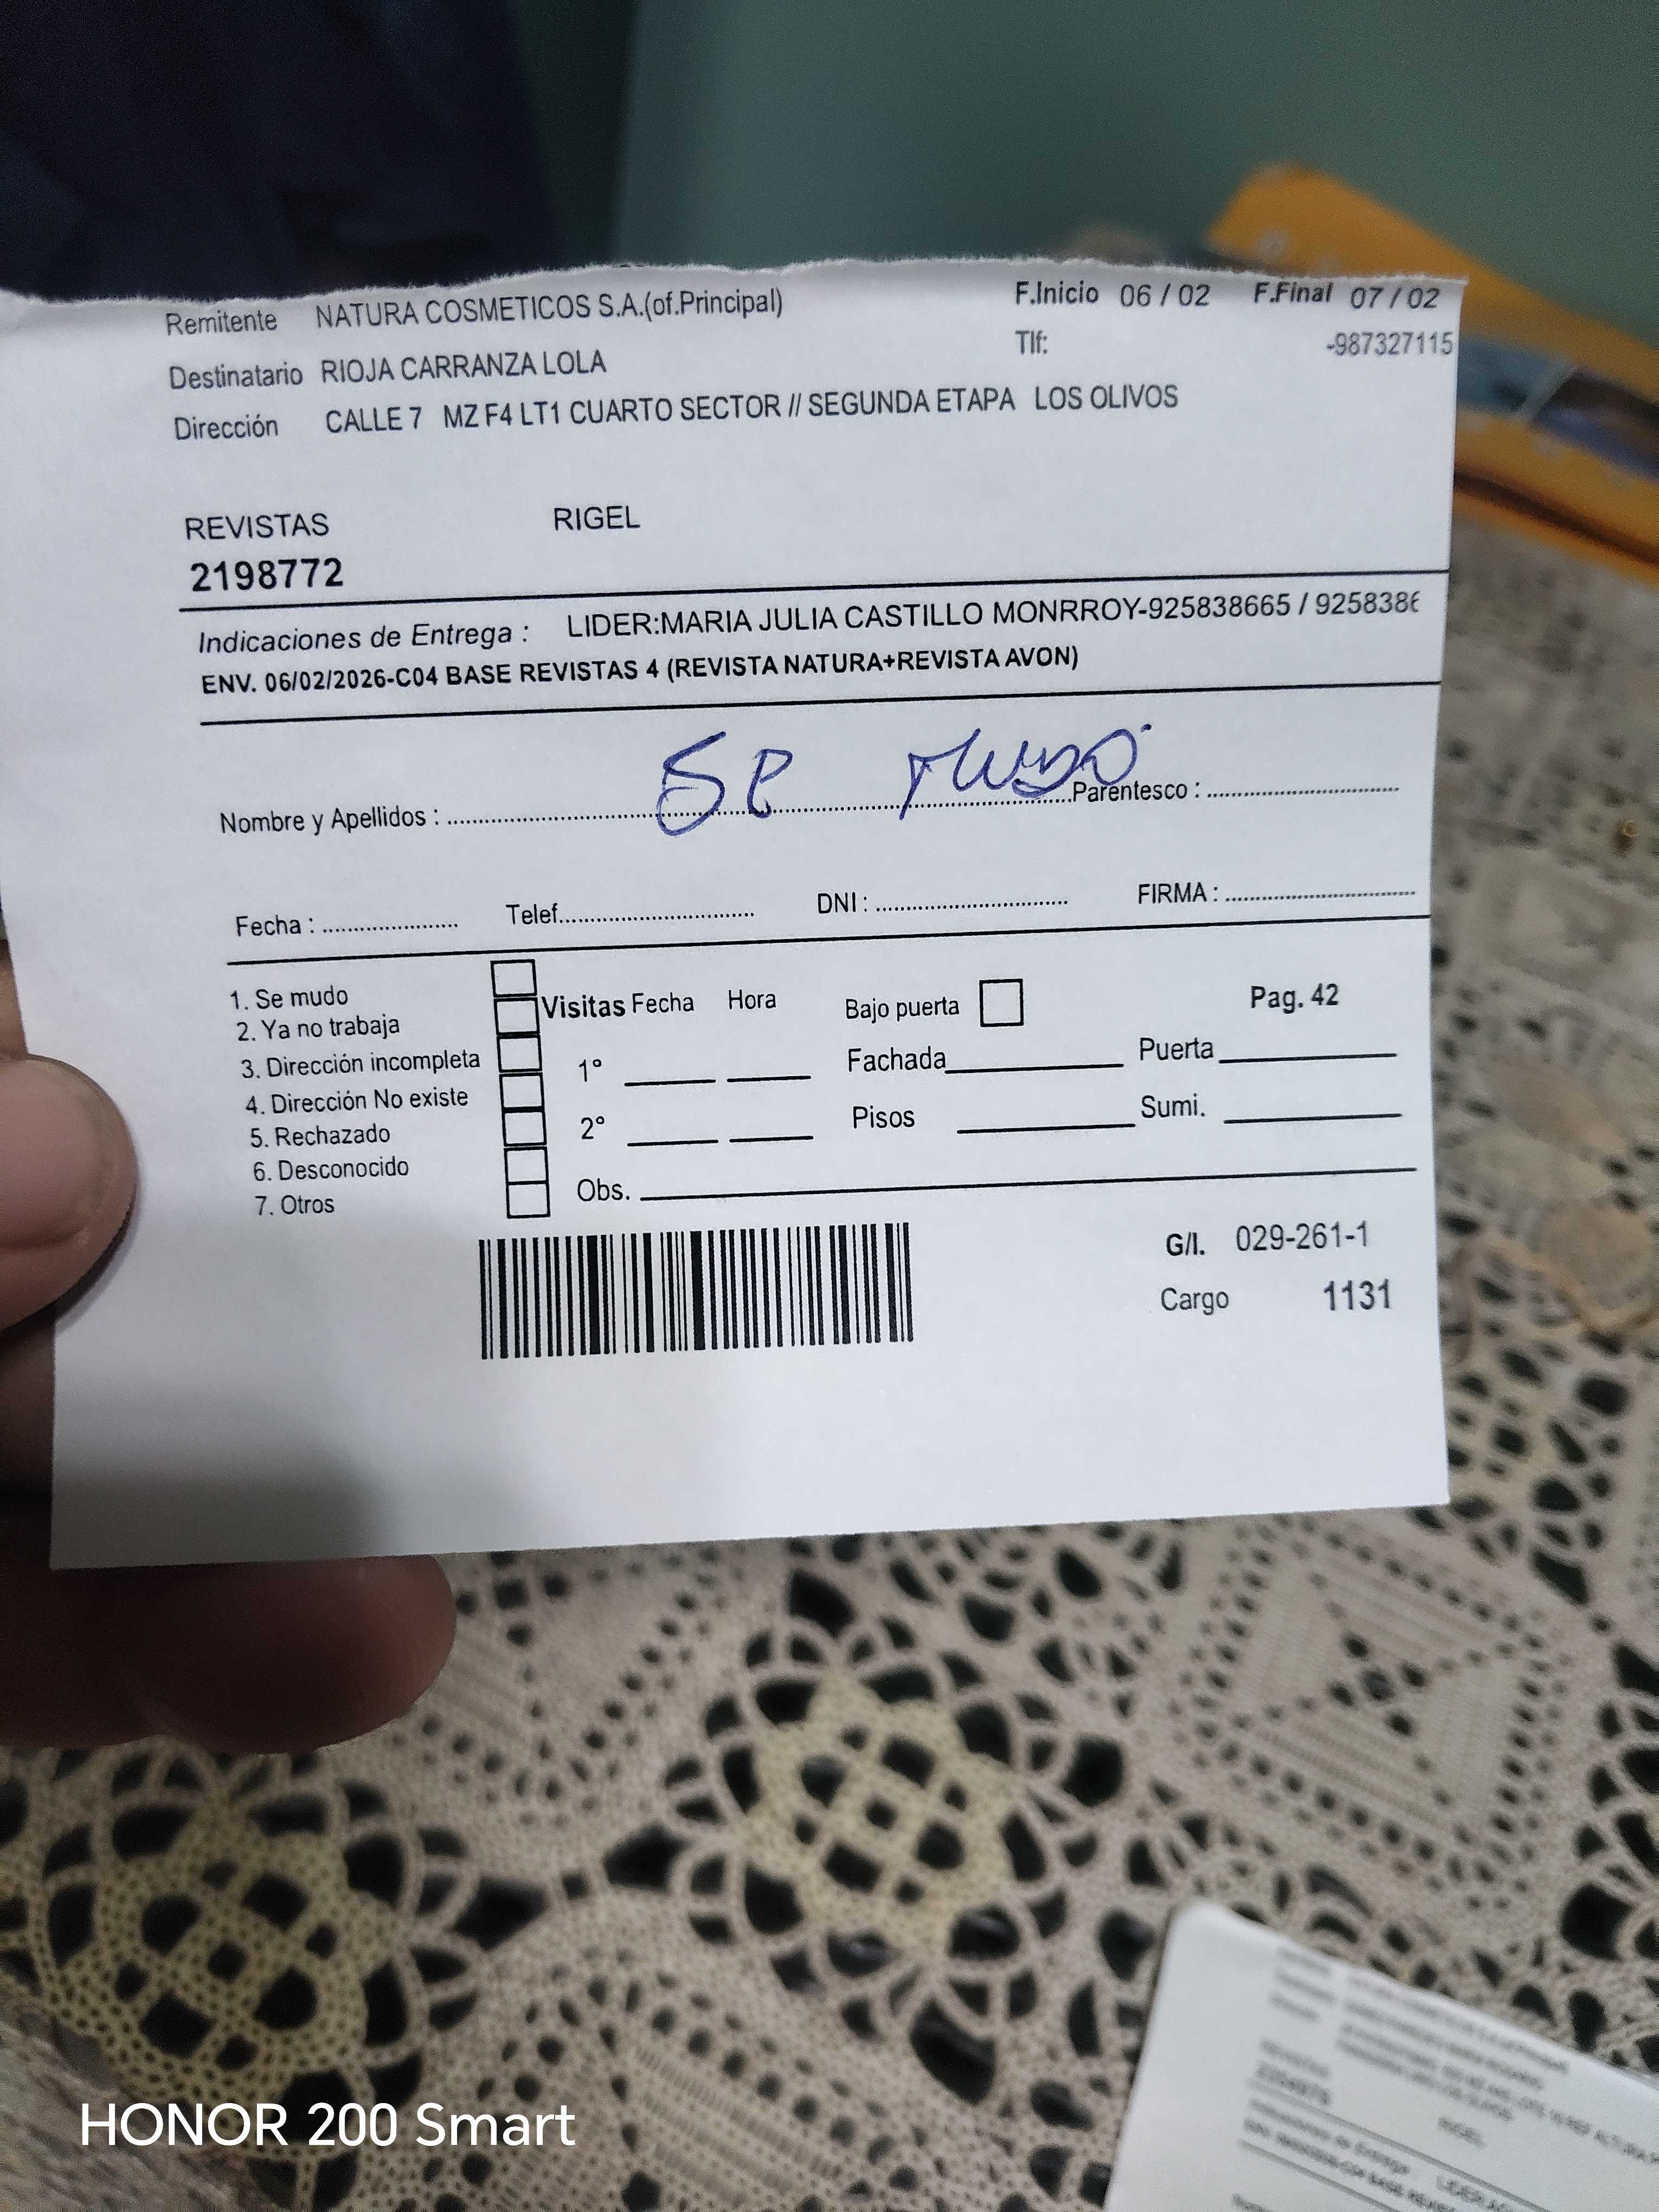 Remitente NATURA COSMETICOS S.A.(of.Principal) F.Inicio 06 / 02 F.Final 07 / 02
Destinatario RIOJA CARRANZA LOLA Tlf: -987327115
Dirección CALLE 7 MZ F4 LT1 CUARTO SECTOR // SEGUNDA ETAPA LOS OLIVOS
REVISTAS RIGEL
2198772
Indicaciones de Entrega : LIDER:MARIA JULIA CASTILLO MONRROY-925838665 / 925838
ENV. 06/02/2026-C04 BASE REVISTAS 4 (REVISTA NATURA+REVISTA AVON)
Se mudó
Nombre y Apellidos : Parentesco :
Fecha : Telef. DNI : FIRMA :
1. Se mudo
2. Ya no trabaja
3. Dirección incompleta
4. Dirección No existe
5. Rechazado
6. Desconocido
7. Otros
Visitas Fecha Hora Bajo puerta Pag. 42
1° Fachada Puerta
2° Pisos Sumi.
Obs.
G/I. 029-261-1
Cargo 1131
RIGEL
HONOR 200 Smart